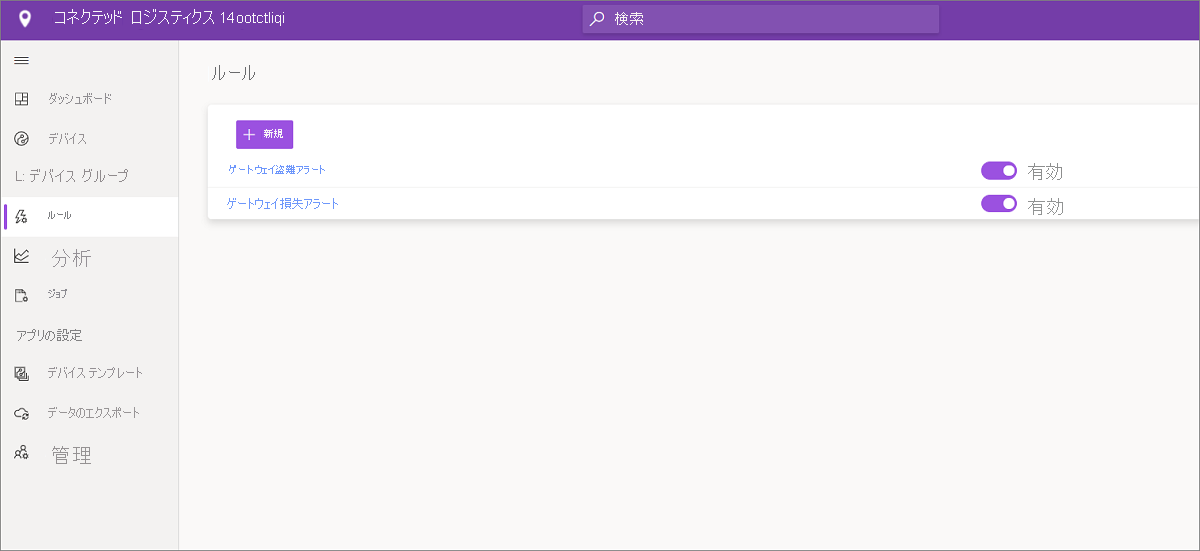 コネクテッド ロジスティクス 14ootctliqi
検索
ダッシュボード
デバイス
L: デバイス グループ
ルール
分析
ジョブ
アプリの設定
デバイス テンプレート
データのエクスポート
管理
ルール
新規
ゲートウェイ盗難アラート
有効
ゲートウェイ損失アラート
有効